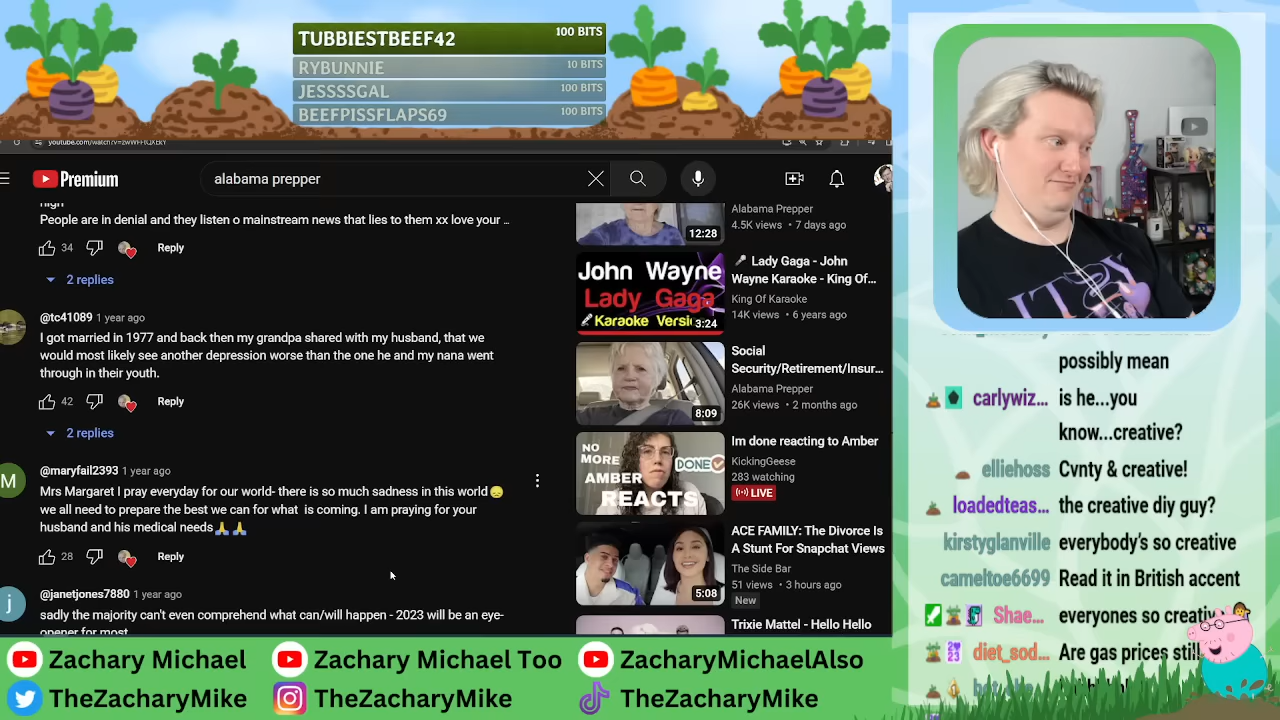 TUBBIESTBEEF42 100 BITS
RYBUNNIE 10 BITS
JESSSSGAL 100 BITS
BEEFPISSFLAPS69 100 BITS
Premium
alabama prepper
People are in denial and they listen o mainstream news that lies to them xx love your ...
34 Reply
2 replies
@tc41089 1 year ago
I got married in 1977 and back then my grandpa shared with my husband, that we
would most likely see another depression worse than the one he and my nana went
through in their youth.
42 Reply
2 replies
M
@maryfail2393 1 year ago
Mrs Margaret I pray everyday for our world- there is so much sadness in this world😞
we all need to prepare the best we can for what is coming. I am praying for your
husband and his medical needs🙏🙏
28 Reply
j
@janetjones7880 1 year ago
sadly the majority can't even comprehend what can/will happen - 2023 will be an eye-
opener for most
12:28
Alabama Prepper
4.5K views • 7 days ago
John Wayne
Lady Gaga
Karaoke Versi
3:24
🎤 Lady Gaga - John
Wayne Karaoke - King Of...
King Of Karaoke
14K views • 6 years ago
8:09
Social
Security/Retirement/Insur...
Alabama Prepper
26K views • 2 months ago
NO
MORE
AMBER
REACTS
DONE
Im done reacting to Amber
KickingGeese
283 watching
LIVE
5:08
ACE FAMILY: The Divorce Is
A Stunt For Snapchat Views
The Side Bar
51 views • 3 hours ago
New
Trixie Mattel - Hello Hello
possibly mean
carlywiz... is he...you
know...creative?
elliehoss Cvnty & creative!
loadedteas... the creative diy guy?
kirstyglanville everybody's so creative
cameltoe6699 Read it in British accent
Shae... everyones so creativ
diet_sod... Are gas prices still
Zachary Michael
Zachary Michael Too
ZacharyMichaelAlso
TheZacharyMike
TheZacharyMike
TheZacharyMike